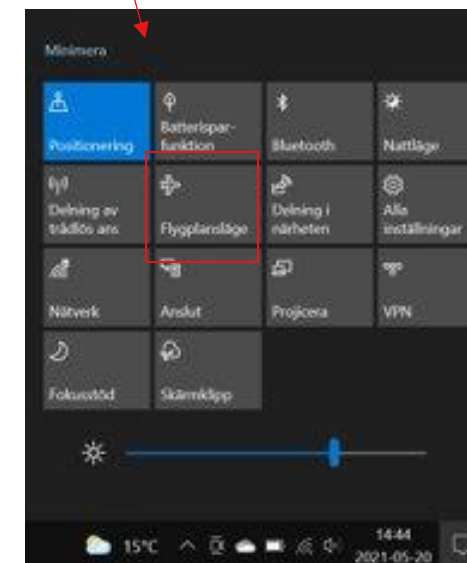 Minimera
Positionering
Batterispar-
funktion
Bluetooth
Nattläge
Delning av
trådlös ans
Flygplansläge
Delning i
närheten
Alla
inställningar
Nätverk
Anslut
Projicera
VPN
Fokusstöd
Skärmklipp
15°C
14:44
2021-05-20